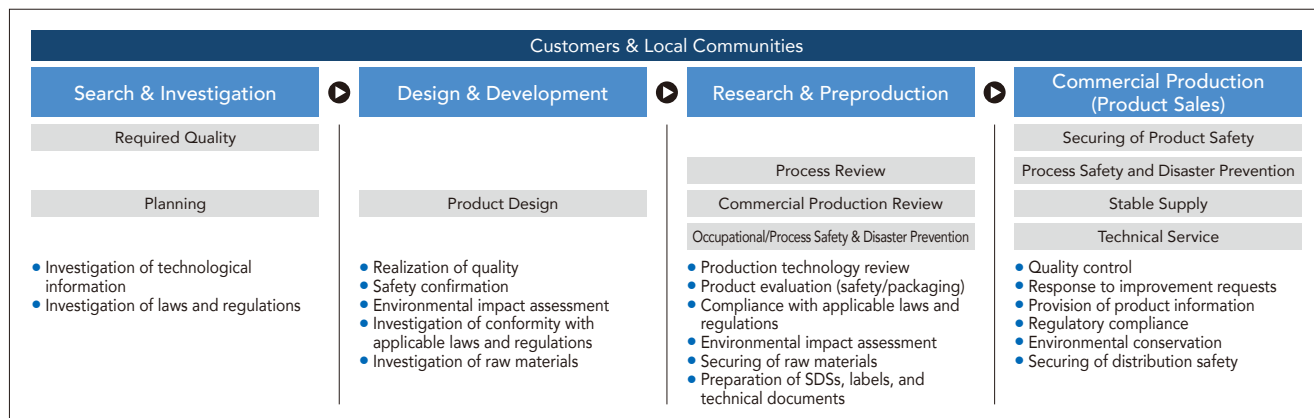 Customers & Local Communities
Search & Investigation
Required Quality
Planning
• Investigation of technological
information
• Investigation of laws and regulations
Design & Development
Product Design
• Realization of quality
• Safety confirmation
• Environmental impact assessment
• Investigation of conformity with
applicable laws and regulations
• Investigation of raw materials
Research & Preproduction
Process Review
Commercial Production Review
Occupational/Process Safety & Disaster Prevention
• Production technology review
• Product evaluation (safety/packaging)
• Compliance with applicable laws and
regulations
• Environmental impact assessment
• Securing of raw materials
• Preparation of SDSs, labels, and
technical documents
Commercial Production
(Product Sales)
Securing of Product Safety
Process Safety and Disaster Prevention
Stable Supply
Technical Service
• Quality control
• Response to improvement requests
• Provision of product information
• Regulatory compliance
• Environmental conservation
• Securing of distribution safety